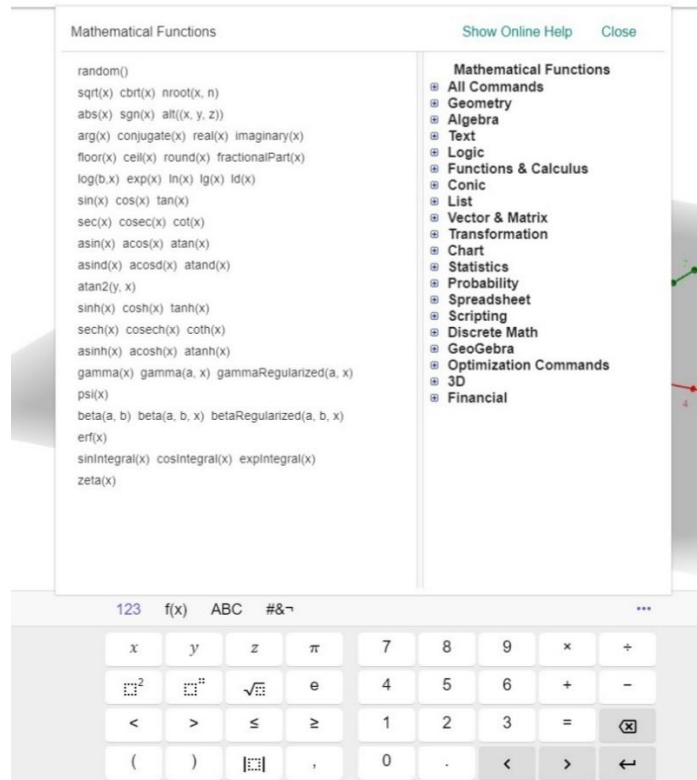 Mathematical Functions
Show Online Help Close
random()
sqrt(x) cbrt(x) nroot(x, n)
abs(x) sgn(x) alt((x, y, z))
arg(x) conjugate(x) real(x) imaginary(x)
floor(x) ceil(x) round(x) fractionalPart(x)
log(b,x) exp(x) ln(x) lg(x) ld(x)
sin(x) cos(x) tan(x)
sec(x) cosec(x) cot(x)
asin(x) acos(x) atan(x)
asind(x) acosd(x) atand(x)
atan2(y, x)
sinh(x) cosh(x) tanh(x)
sech(x) cosech(x) coth(x)
asinh(x) acosh(x) atanh(x)
gamma(x) gamma(a, x) gammaRegularized(a, x)
psi(x)
beta(a, b) beta(a, b, x) betaRegularized(a, b, x)
erf(x)
sinIntegral(x) cosIntegral(x) expIntegral(x)
zeta(x)
Mathematical Functions
All Commands
Geometry
Algebra
Text
Logic
Functions & Calculus
Conic
List
Vector & Matrix
Transformation
Chart
Statistics
Probability
Spreadsheet
Scripting
Discrete Math
GeoGebra
Optimization Commands
3D
Financial
4
123 f(x) ABC #&¬ •••
x y z π 7 8 9 × ÷
□² □ⁿ √□ e 4 5 6 + −
< > ≤ ≥ 1 2 3 =
( ) |□| , 0 . < >